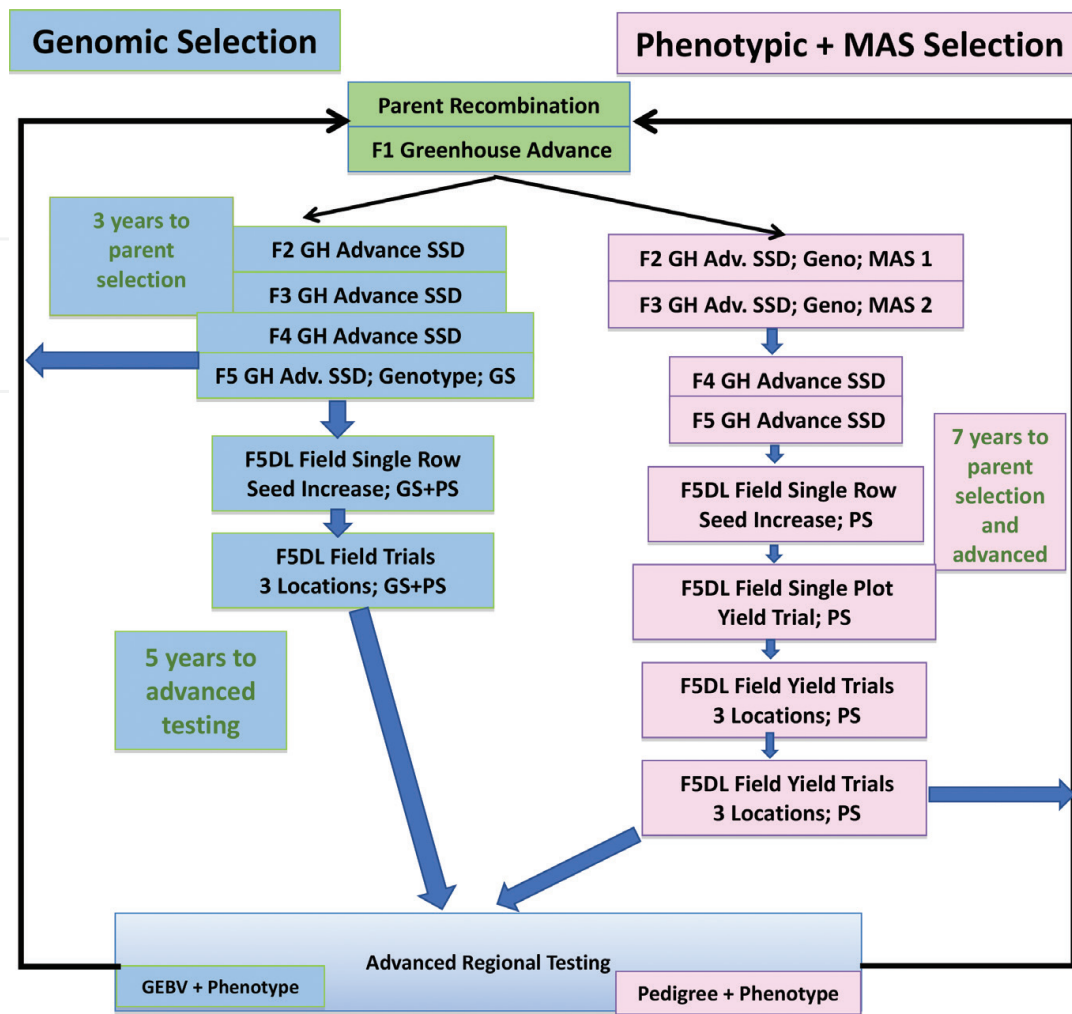 Genomic Selection
Phenotypic + MAS Selection
Parent Recombination
F1 Greenhouse Advance
3 years to
parent
selection
F2 GH Advance SSD
F3 GH Advance SSD
F4 GH Advance SSD
F5 GH Adv. SSD; Genotype; GS
F5DL Field Single Row
Seed Increase; GS+PS
F5DL Field Trials
3 Locations; GS+PS
5 years to
advanced
testing
F2 GH Adv. SSD; Geno; MAS 1
F3 GH Adv. SSD; Geno; MAS 2
F4 GH Advance SSD
F5 GH Advance SSD
7 years to
parent
selection
and
advanced
F5DL Field Single Row
Seed Increase; PS
F5DL Field Single Plot
Yield Trial; PS
F5DL Field Yield Trials
3 Locations; PS
F5DL Field Yield Trials
3 Locations; PS
Advanced Regional Testing
GEBV + Phenotype
Pedigree + Phenotype